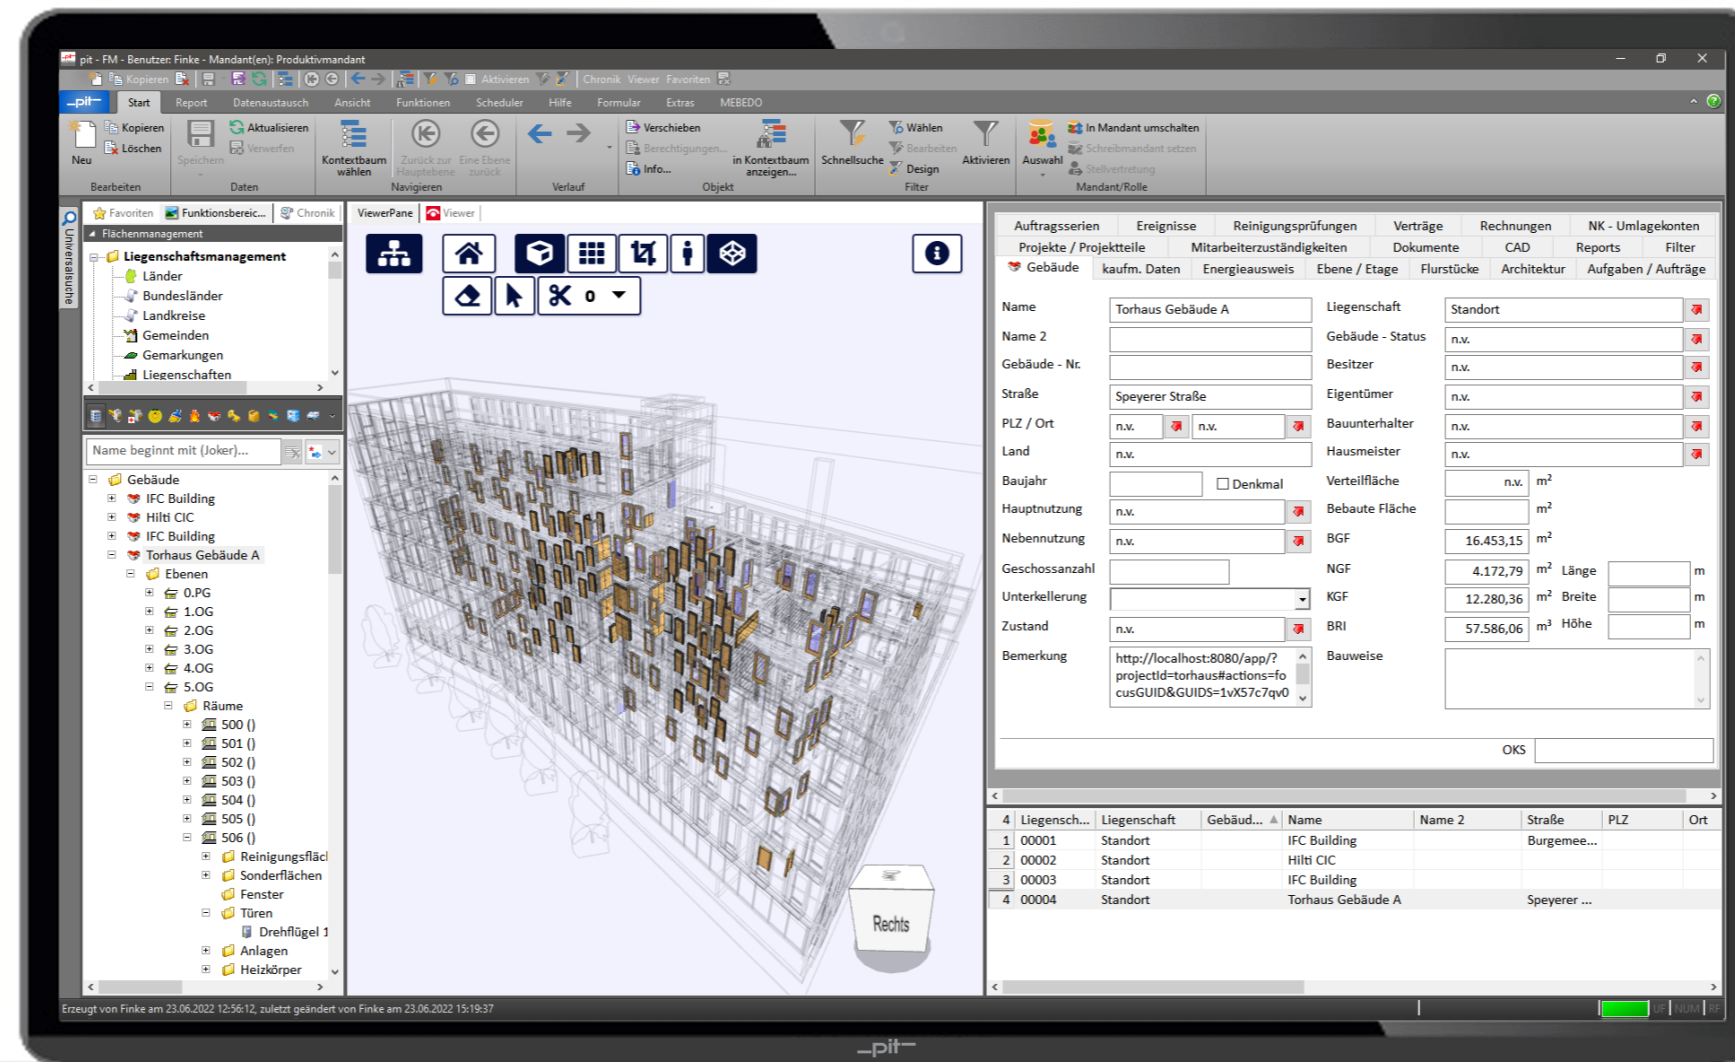 pit - FM - Benutzer: Finke - Mandant(en): Produktivmandant
Kopieren Aktivieren Chronik Viewer Favoriten
pit Start Report Datenaustausch Ansicht Funktionen Scheduler Hilfe Formular Extras MEBEDO
Neu Kopieren Löschen
Bearbeiten
Speichern Aktualisieren Verwerfen
Daten
Kontextbaum wählen Zurück zur Hauptebene Eine Ebene zurück
Navigieren
Verlauf
Verschieben
Berechtigungen...
Info...
in Kontextbaum anzeigen...
Objekt
Schnellsuche Wählen Bearbeiten Design Aktivieren
Filter
Auswahl In Mandant umschalten
Schreibmandant setzen
Stellvertretung
Mandant/Rolle
Universalsuche
Favoriten Funktionsbereic... Chronik
Flächenmanagement
Liegenschaftsmanagement
Länder
Bundesländer
Landkreise
Gemeinden
Gemarkungen
Liegenschaften
Name beginnt mit (Joker)...
Gebäude
IFC Building
Hilti CIC
IFC Building
Torhaus Gebäude A
Ebenen
0.PG
1.OG
2.OG
3.OG
4.OG
5.OG
Räume
500 ()
501 ()
502 ()
503 ()
504 ()
505 ()
506 ()
Reinigungsfläcl
Sonderflächen
Fenster
Türen
Drehflügel 1
Anlagen
Heizkörper
ViewerPane Viewer
0
Rechts
Auftragsserien Ereignisse Reinigungsprüfungen Verträge Rechnungen NK - Umlagekonten
Projekte / Projektteile Mitarbeiterzuständigkeiten Dokumente CAD Reports Filter
Gebäude kaufm. Daten Energieausweis Ebene / Etage Flurstücke Architektur Aufgaben / Aufträge
Name Torhaus Gebäude A Liegenschaft Standort
Name 2 Gebäude - Status n.v.
Gebäude - Nr. Besitzer n.v.
Straße Speyerer Straße Eigentümer n.v.
PLZ / Ort n.v. n.v. Bauunterhalter n.v.
Land n.v. Hausmeister n.v.
Baujahr Denkmal Verteilfläche n.v. m²
Hauptnutzung n.v. Bebaute Fläche m²
Nebennutzung n.v. BGF 16.453,15 m²
Geschossanzahl NGF 4.172,79 m² Länge m
Unterkellerung KGF 12.280,36 m² Breite m
Zustand n.v. BRI 57.586,06 m³ Höhe m
Bemerkung http://localhost:8080/app/? Bauweise
projectId=torhaus#actions=fo
cusGUID&GUIDS=1vX57c7qv0
OKS
4 Liegensch... Liegenschaft Gebäud... Name Name 2 Straße PLZ Ort
1 00001 Standort IFC Building Burgemee...
2 00002 Standort Hilti CIC
3 00003 Standort IFC Building
4 00004 Standort Torhaus Gebäude A Speyerer ...
Erzeugt von Finke am 23.06.2022 12:56:12, zuletzt geändert von Finke am 23.06.2022 15:19:37
UF NUM RF
pit